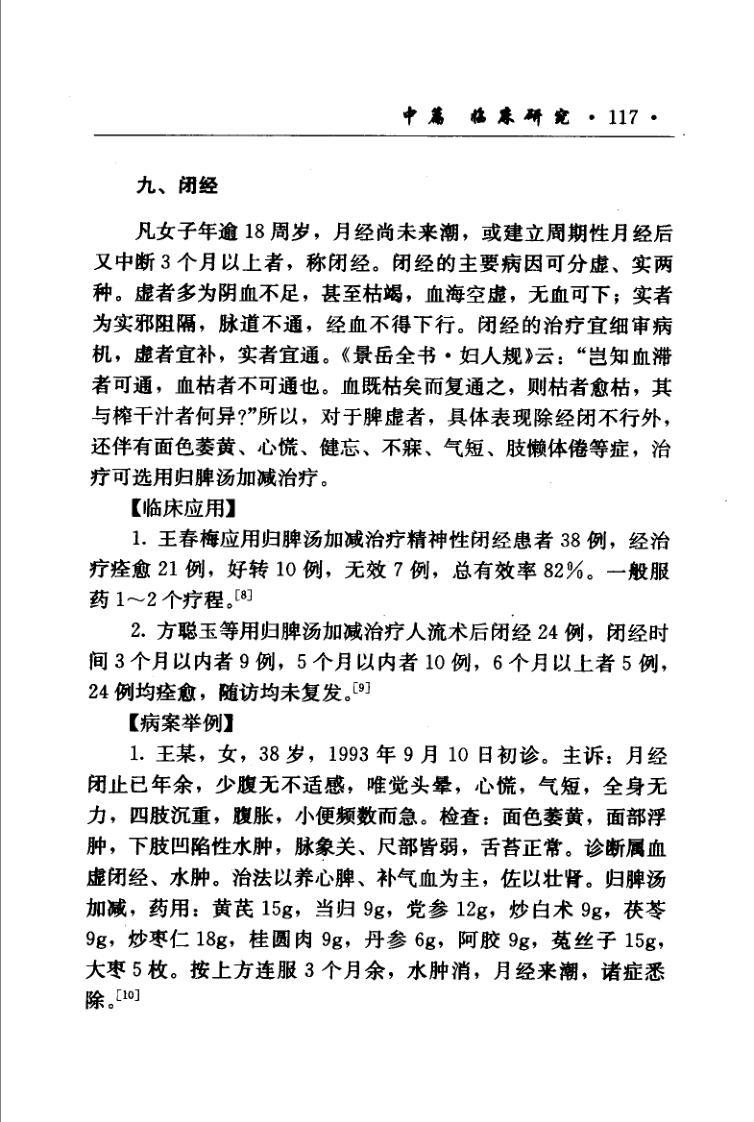 中篇 临床研究 · 117 ·
九、闭经
凡女子年逾 18 周岁，月经尚未来潮，或建立周期性月经后
又中断 3 个月以上者，称闭经。闭经的主要病因可分虚、实两
种。虚者多为阴血不足，甚至枯竭，血海空虚，无血可下；实者
为实邪阻隔，脉道不通，经血不得下行。闭经的治疗宜细审病
机，虚者宜补，实者宜通。《景岳全书·妇人规》云：“岂知血滞
者可通，血枯者不可通也。血既枯矣而复通之，则枯者愈枯，其
与榨干汁者何异?”所以，对于脾虚者，具体表现除经闭不行外，
还伴有面色萎黄、心慌、健忘、不寐、气短、肢懒体倦等症，治
疗可选用归脾汤加减治疗。
【临床应用】
1. 王春梅应用归脾汤加减治疗精神性闭经患者 38 例，经治
疗痊愈 21 例，好转 10 例，无效 7 例，总有效率 82%。一般服
药 1～2 个疗程。[8]
2. 方聪玉等用归脾汤加减治疗人流术后闭经 24 例，闭经时
间 3 个月以内者 9 例，5 个月以内者 10 例，6 个月以上者 5 例，
24 例均痊愈，随访均未复发。[9]
【病案举例】
1. 王某，女，38 岁，1993 年 9 月 10 日初诊。主诉：月经
闭止已年余，少腹无不适感，唯觉头晕，心慌，气短，全身无
力，四肢沉重，腹胀，小便频数而急。检查：面色萎黄，面部浮
肿，下肢凹陷性水肿，脉象关、尺部皆弱，舌苔正常。诊断属血
虚闭经、水肿。治法以养心脾、补气血为主，佐以壮肾。归脾汤
加减，药用：黄芪 15g，当归 9g，党参 12g，炒白术 9g，茯苓
9g，炒枣仁 18g，桂圆肉 9g，丹参 6g，阿胶 9g，菟丝子 15g，
大枣 5 枚。按上方连服 3 个月余，水肿消，月经来潮，诸症悉
除。[10]